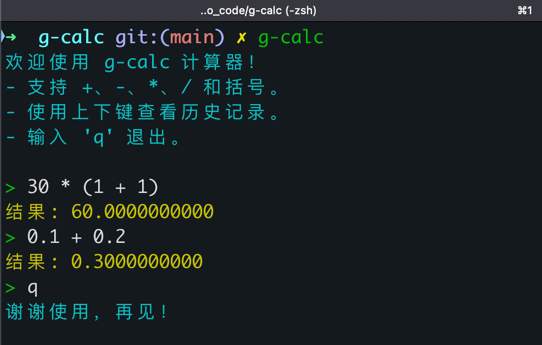 ..o_code/g-calc (-zsh) ⌘1
➜ g-calc git:(main) ✗ g-calc
欢迎使用 g-calc 计算器！
- 支持 +、-、*、/ 和括号。
- 使用上下键查看历史记录。
- 输入 'q' 退出。
> 30 * (1 + 1)
结果: 60.0000000000
> 0.1 + 0.2
结果: 0.3000000000
> q
谢谢使用，再见！